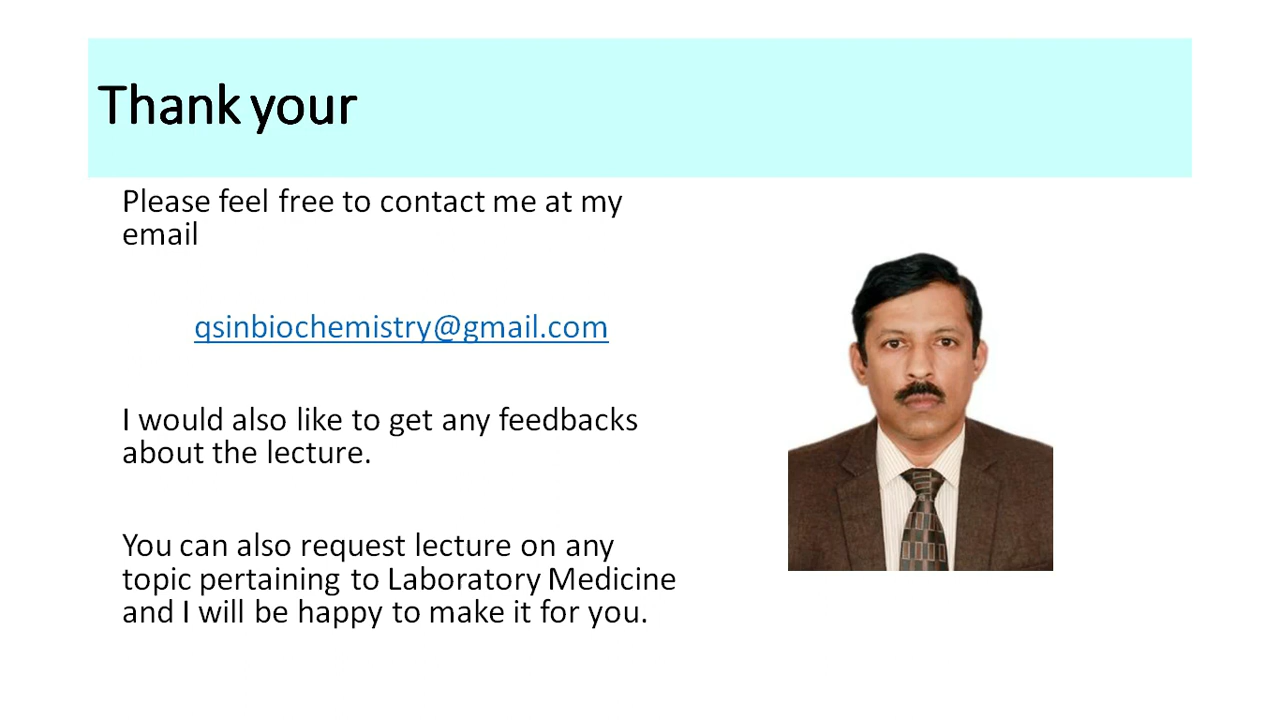 Thank your
Please feel free to contact me at my
email
qsinbiochemistry@gmail.com
I would also like to get any feedbacks
about the lecture.
You can also request lecture on any
topic pertaining to Laboratory Medicine
and I will be happy to make it for you.